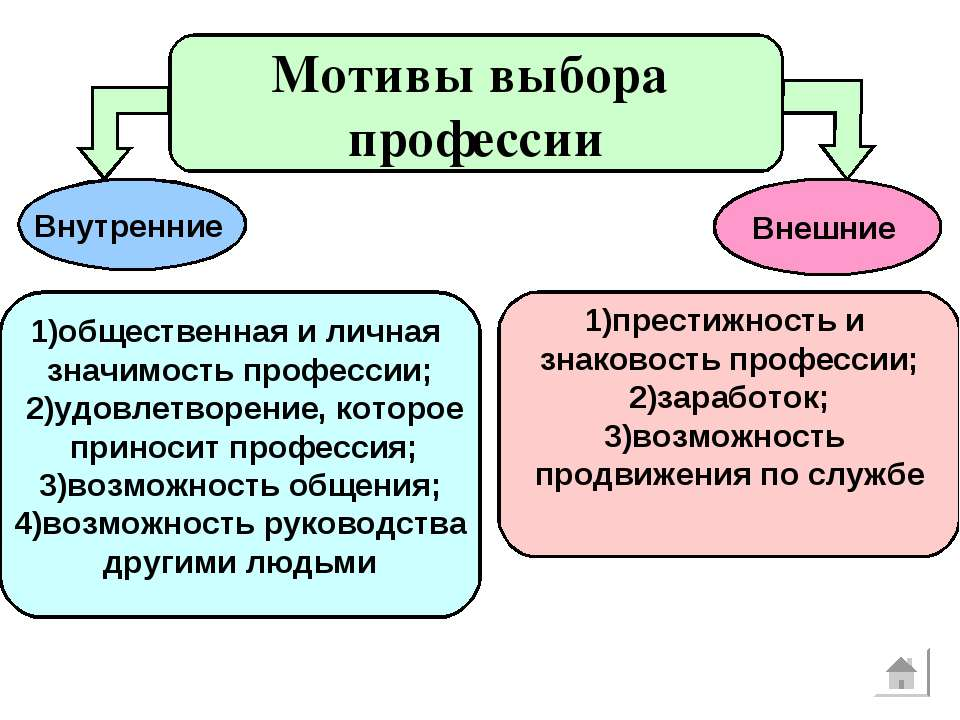 Мотивы выбора
профессии
Внутренние
Внешние
1)общественная и личная
значимость профессии;
2)удовлетворение, которое
приносит профессия;
3)возможность общения;
4)возможность руководства
другими людьми
1)престижность и
знаковость профессии;
2)заработок;
3)возможность
продвижения по службе